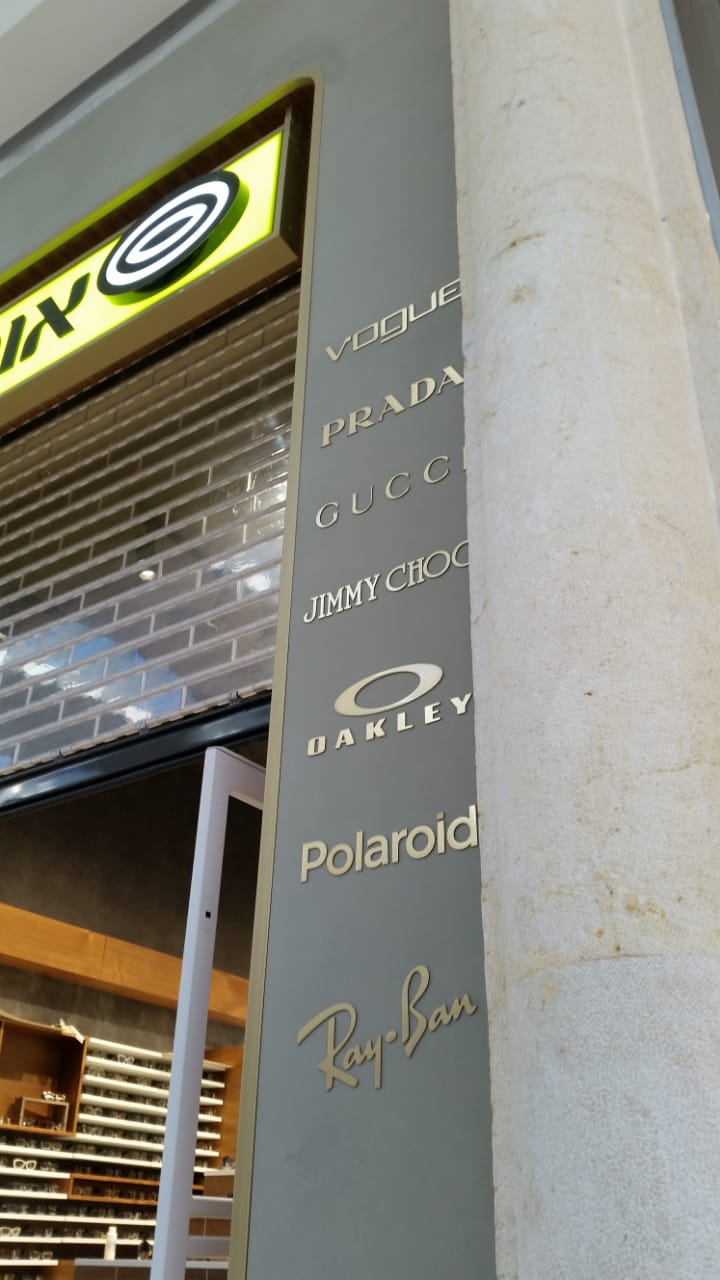 VOGUE
PRADA
GUCCI
JIMMY CHOO
OAKLEY
Polaroid
Ray-Ban